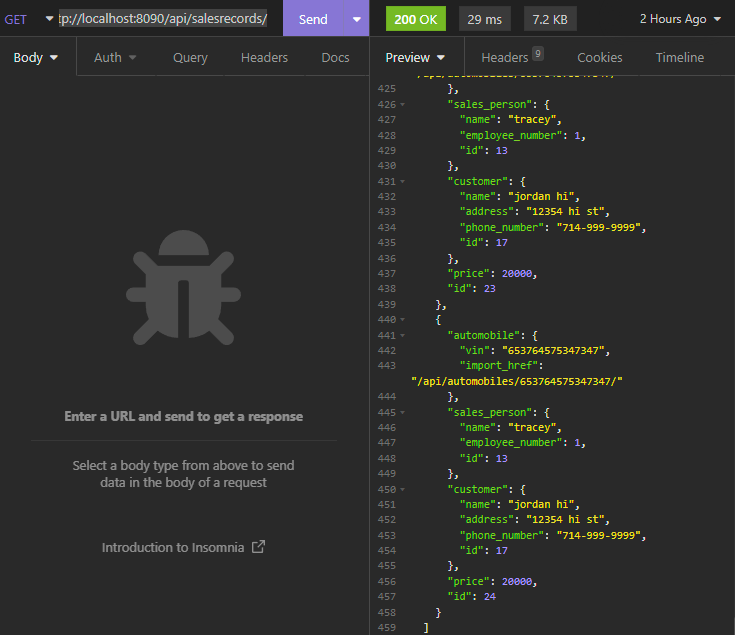 GET tp://localhost:8090/api/salesrecords/ Send 200 OK 29 ms 7.2 KB 2 Hours Ago
Body Auth Query Headers Docs Preview Headers 9 Cookies Timeline
Enter a URL and send to get a response
Select a body type from above to send
data in the body of a request
Introduction to Insomnia
425 },
426 "sales_person": {
427 "name": "tracey",
428 "employee_number": 1,
429 "id": 13
430 },
431 "customer": {
432 "name": "jordan hi",
433 "address": "12354 hi st",
434 "phone_number": "714-999-9999",
435 "id": 17
436 },
437 "price": 20000,
438 "id": 23
439 },
440 {
441 "automobile": {
442 "vin": "653764575347347",
443 "import_href":
"/api/automobiles/653764575347347/"
444 },
445 "sales_person": {
446 "name": "tracey",
447 "employee_number": 1,
448 "id": 13
449 },
450 "customer": {
451 "name": "jordan hi",
452 "address": "12354 hi st",
453 "phone_number": "714-999-9999",
454 "id": 17
455 },
456 "price": 20000,
457 "id": 24
458 }
459 ]